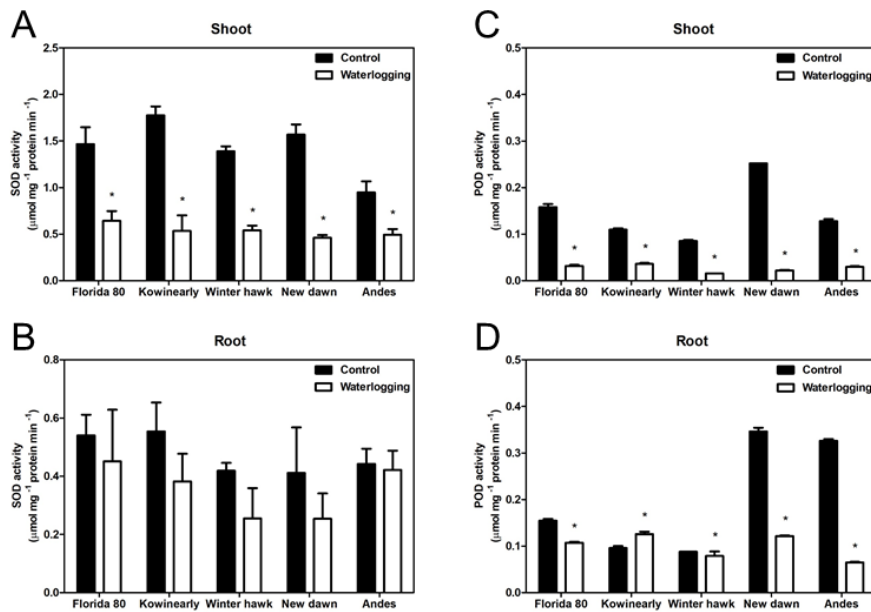 A
Shoot
Control
Waterlogging
SOD activity
(μmol mg ⁻¹ protein min ⁻¹)
2.5
2.0
1.5
1.0
0.5
0.0
* * * * *
Florida 80 Kowinearly Winter hawk New dawn Andes
C
Shoot
Control
Waterlogging
POD activity
(μmol mg ⁻¹ protein min ⁻¹)
0.5
0.4
0.3
0.2
0.1
0.0
* * * * *
Florida 80 Kowinearly Winter hawk New dawn Andes
B
Root
Control
Waterlogging
SOD activity
(μmol mg ⁻¹ protein min ⁻¹)
0.8
0.6
0.4
0.2
0.0
Florida 80 Kowinearly Winter hawk New dawn Andes
D
Root
Control
Waterlogging
POD activity
(μmol mg ⁻¹ protein min ⁻¹)
0.5
0.4
0.3
0.2
0.1
0.0
* * * * *
Florida 80 Kowinearly Winter hawk New dawn Andes